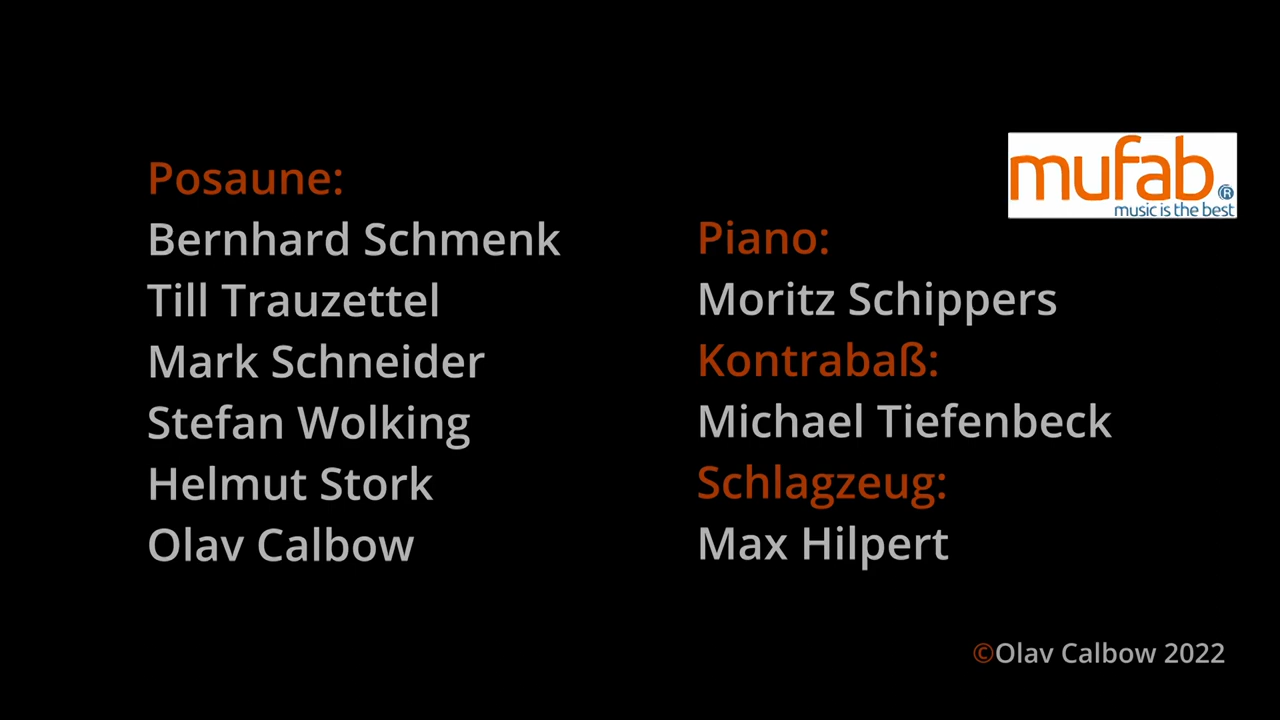 Posaune:
Bernhard Schmenk
Till Trauzettel
Mark Schneider
Stefan Wolking
Helmut Stork
Olav Calbow
mufab®
music is the best
Piano:
Moritz Schippers
Kontrabaß:
Michael Tiefenbeck
Schlagzeug:
Max Hilpert
©Olav Calbow 2022